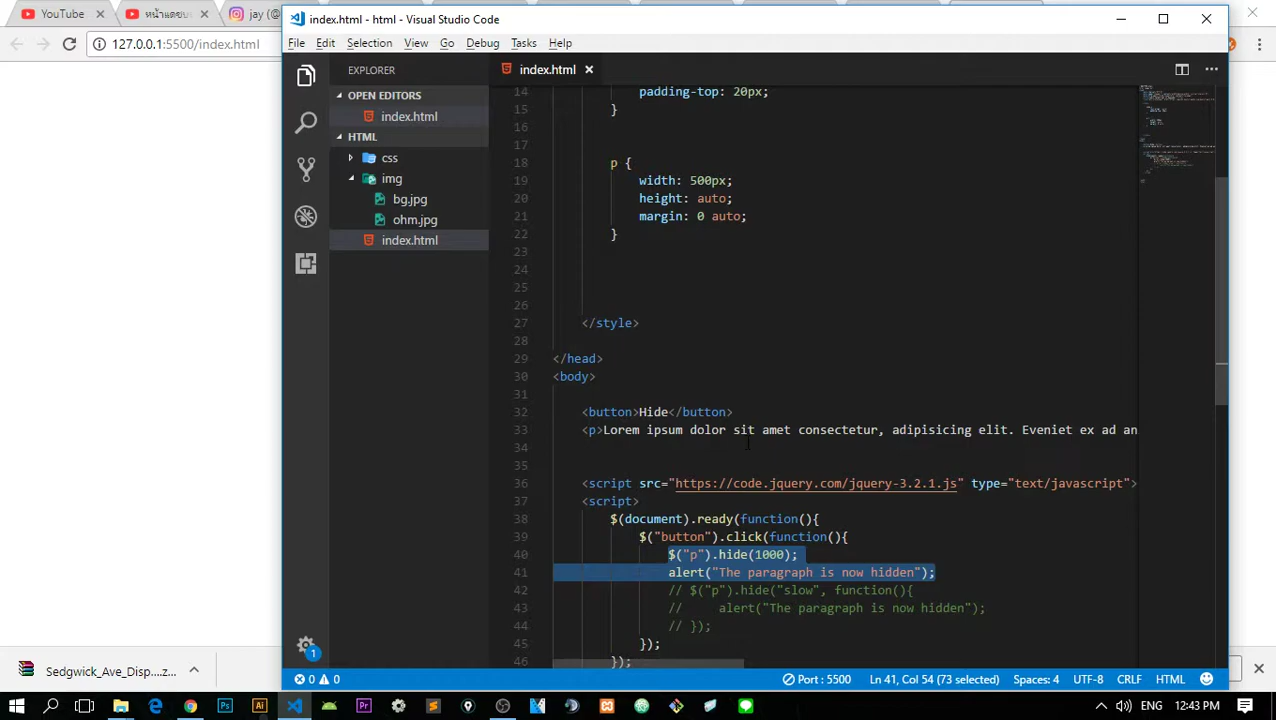 YouTube
jay (@
127.0.0.1:5500/index.html
index.html - html - Visual Studio Code
File Edit Selection View Go Debug Tasks Help
EXPLORER
index.html
OPEN EDITORS
index.html
HTML
css
img
bg.jpg
ohm.jpg
index.html
14 padding-top: 20px;
15 }
16
17
18 p {
19 width: 500px;
20 height: auto;
21 margin: 0 auto;
22 }
23
24
25
26
27 </style>
28
29 </head>
30 <body>
31
32 <button>Hide</button>
33 <p>Lorem ipsum dolor sit amet consectetur, adipisicing elit. Eveniet ex ad an
34
35
36 <script src="https://code.jquery.com/jquery-3.2.1.js" type="text/javascript">
37 <script>
38 $(document).ready(function(){
39 $("button").click(function(){
40 $("p").hide(1000);
41 alert("The paragraph is now hidden");
42 // $("p").hide("slow", function(){
43 // alert("The paragraph is now hidden");
44 // });
45 });
46 });
1
0 0
Port : 5500
Ln 41, Col 54 (73 selected)
Spaces: 4
UTF-8
CRLF
HTML
Sedgwick_Ave_Disp....z...
ENG
12:43 PM